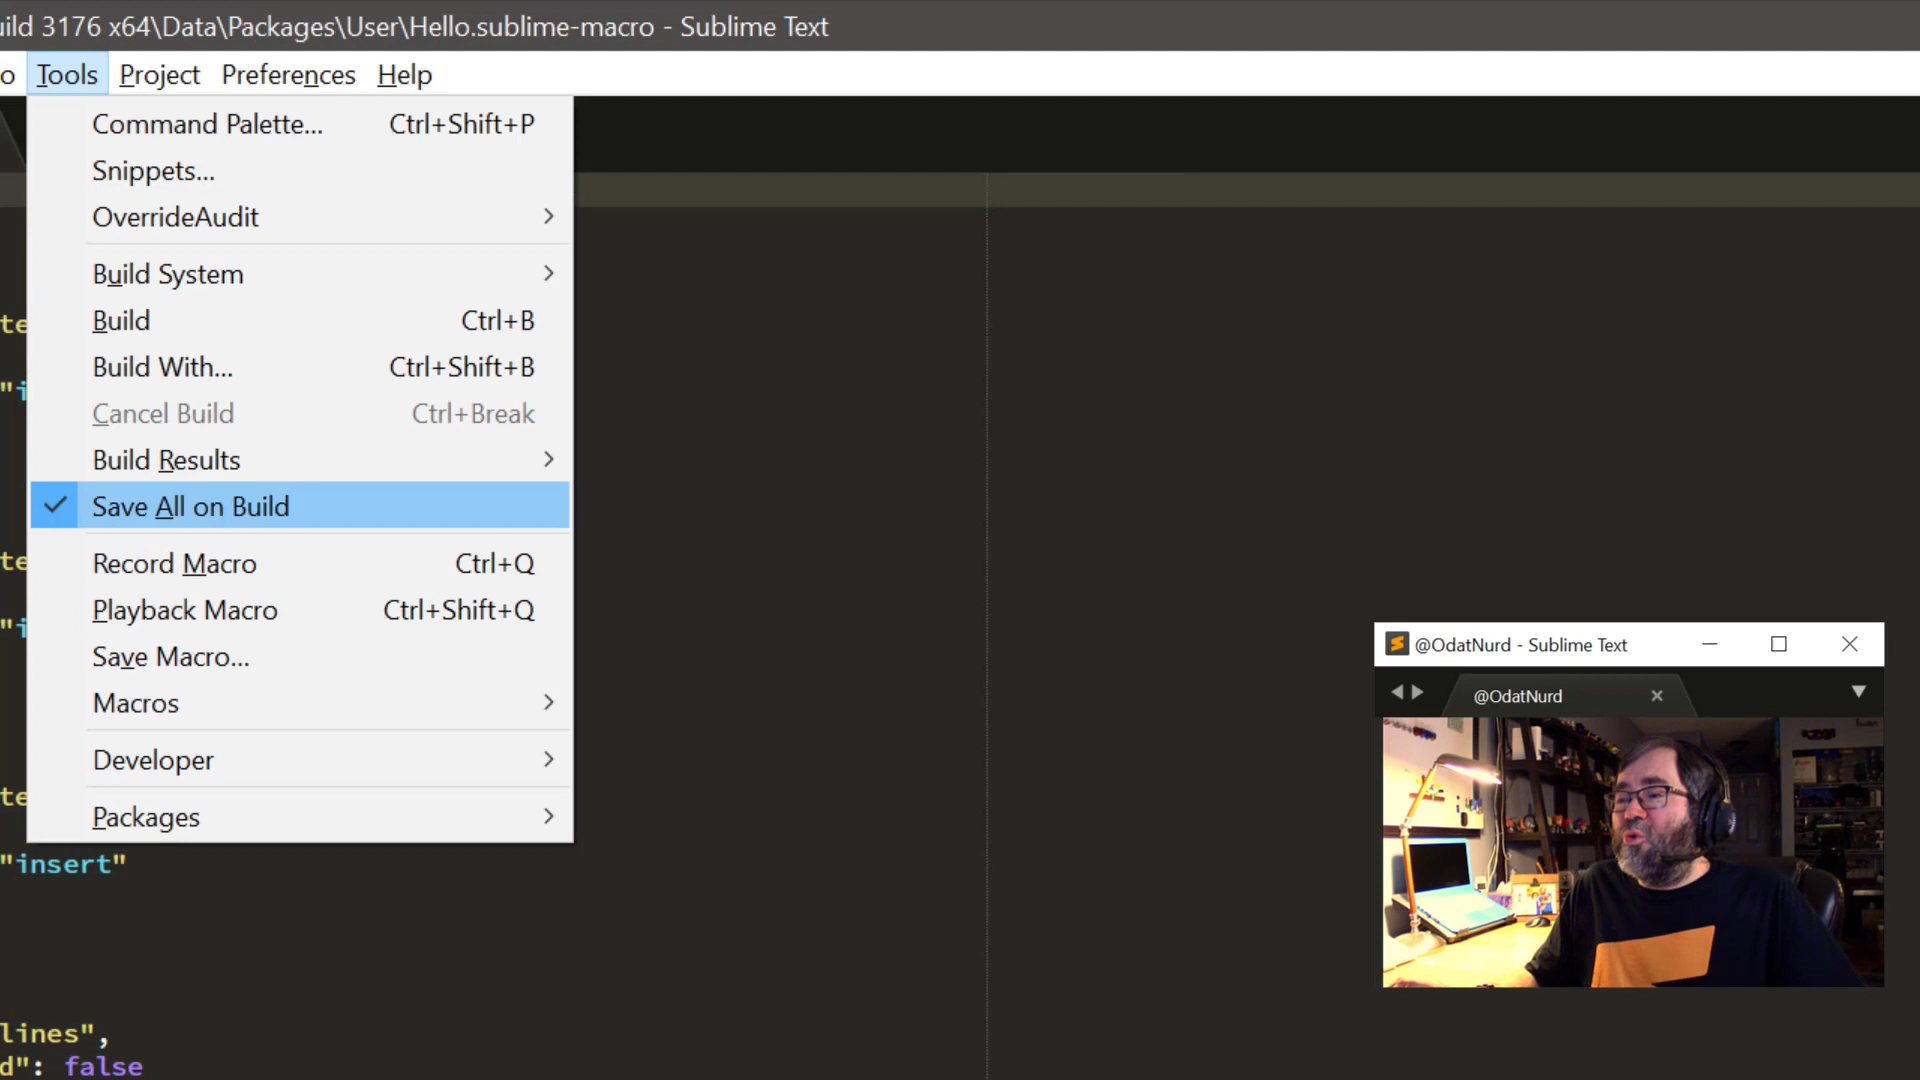 uild 3176 x64\Data\Packages\User\Hello.sublime-macro - Sublime Text
o Tools Project Preferences Help
Command Palette... Ctrl+Shift+P
Snippets...
OverrideAudit
Build System
Build Ctrl+B
Build With... Ctrl+Shift+B
Cancel Build Ctrl+Break
Build Results
Save All on Build
Record Macro Ctrl+Q
Playback Macro Ctrl+Shift+Q
Save Macro...
Macros
Developer
Packages
te
"i
te
"i
te
"insert"
lines",
d": false
@OdatNurd - Sublime Text
@OdatNurd